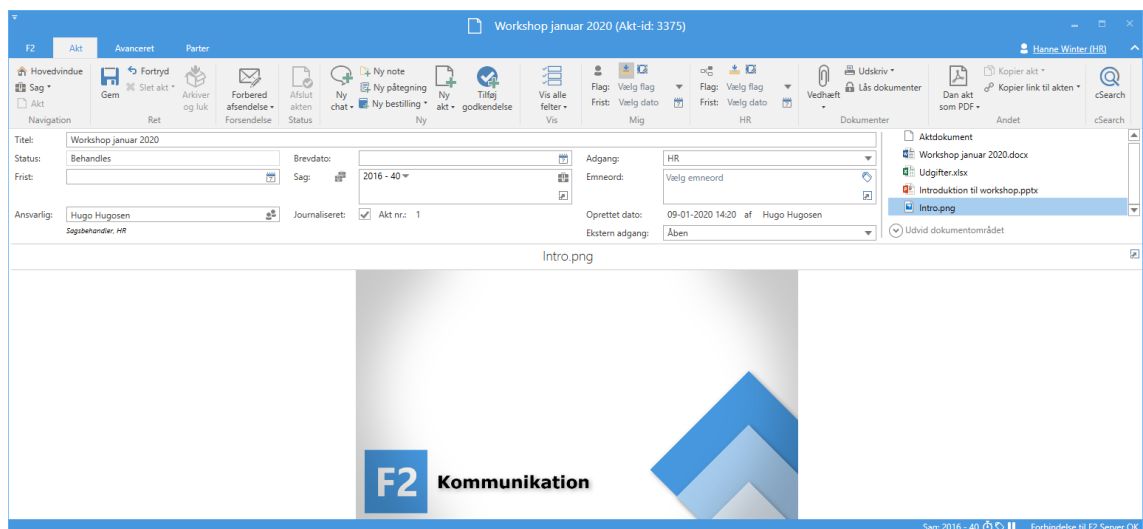 Workshop januar 2020 (Akt-id: 3375)
F2 Akt Avanceret Parter Hanne Winter (HR)
Hovedvindue
Sag
Akt
Navigation
Gem
Fortryd
Slet akt
Arkiver og luk
Ret
Forbered afsendelse
Forsendelse
Afslut akten
Status
Ny chat
Ny note
Ny påtegning
Ny bestilling
Ny akt
Tilføj godkendelse
Ny
Vis alle felter
Vis
Flag: Vælg flag
Frist: Vælg dato
Mig
Flag: Vælg flag
Frist: Vælg dato
HR
Vedhæft
Udskriv
Lås dokumenter
Dokumenter
Dan akt som PDF
Kopier akt
Kopier link til akten
Andet
cSearch
cSearch
Titel: Workshop januar 2020
Status: Behandles
Frist:
Ansvarlig: Hugo Hugosen
Sagsbehandler, HR
Brevdato:
Sag: 2016 - 40
Journaliseret: Akt nr.: 1
Adgang: HR
Emneord: Vælg emneord
Oprettet dato: 09-01-2020 14:20 af Hugo Hugosen
Ekstern adgang: Åben
Aktdokument
Workshop januar 2020.docx
Udgifter.xlsx
Introduktion til workshop.pptx
Intro.png
Udvid dokumentområdet
Intro.png
F2 Kommunikation
Sag: 2016 - 40 Forbindelse til F2 Server OK